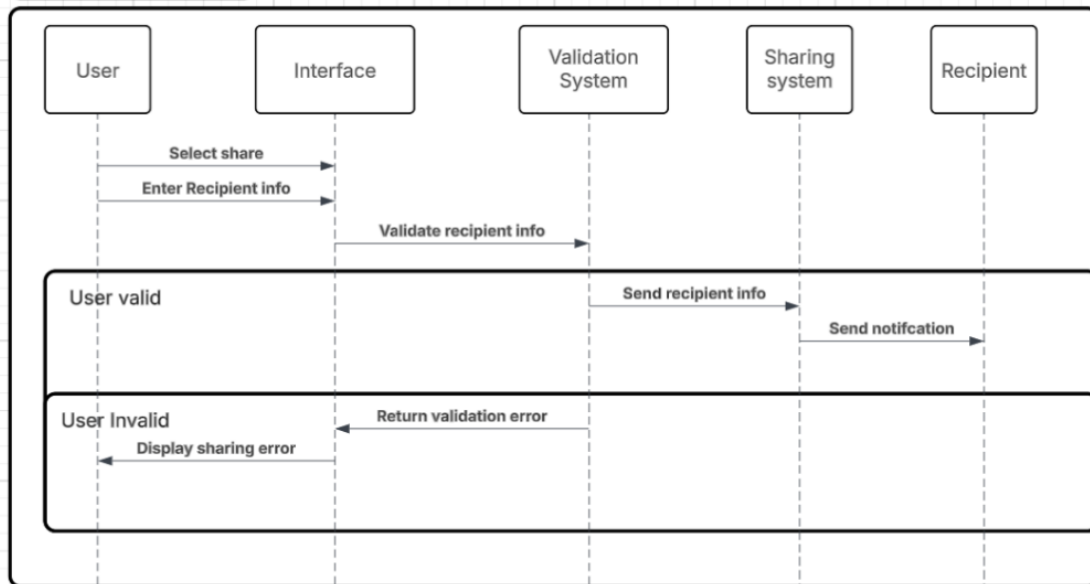 User
Interface
Validation
System
Sharing
system
Recipient
Select share
Enter Recipient info
Validate recipient info
User valid
Send recipient info
Send notifcation
User Invalid
Return validation error
Display sharing error